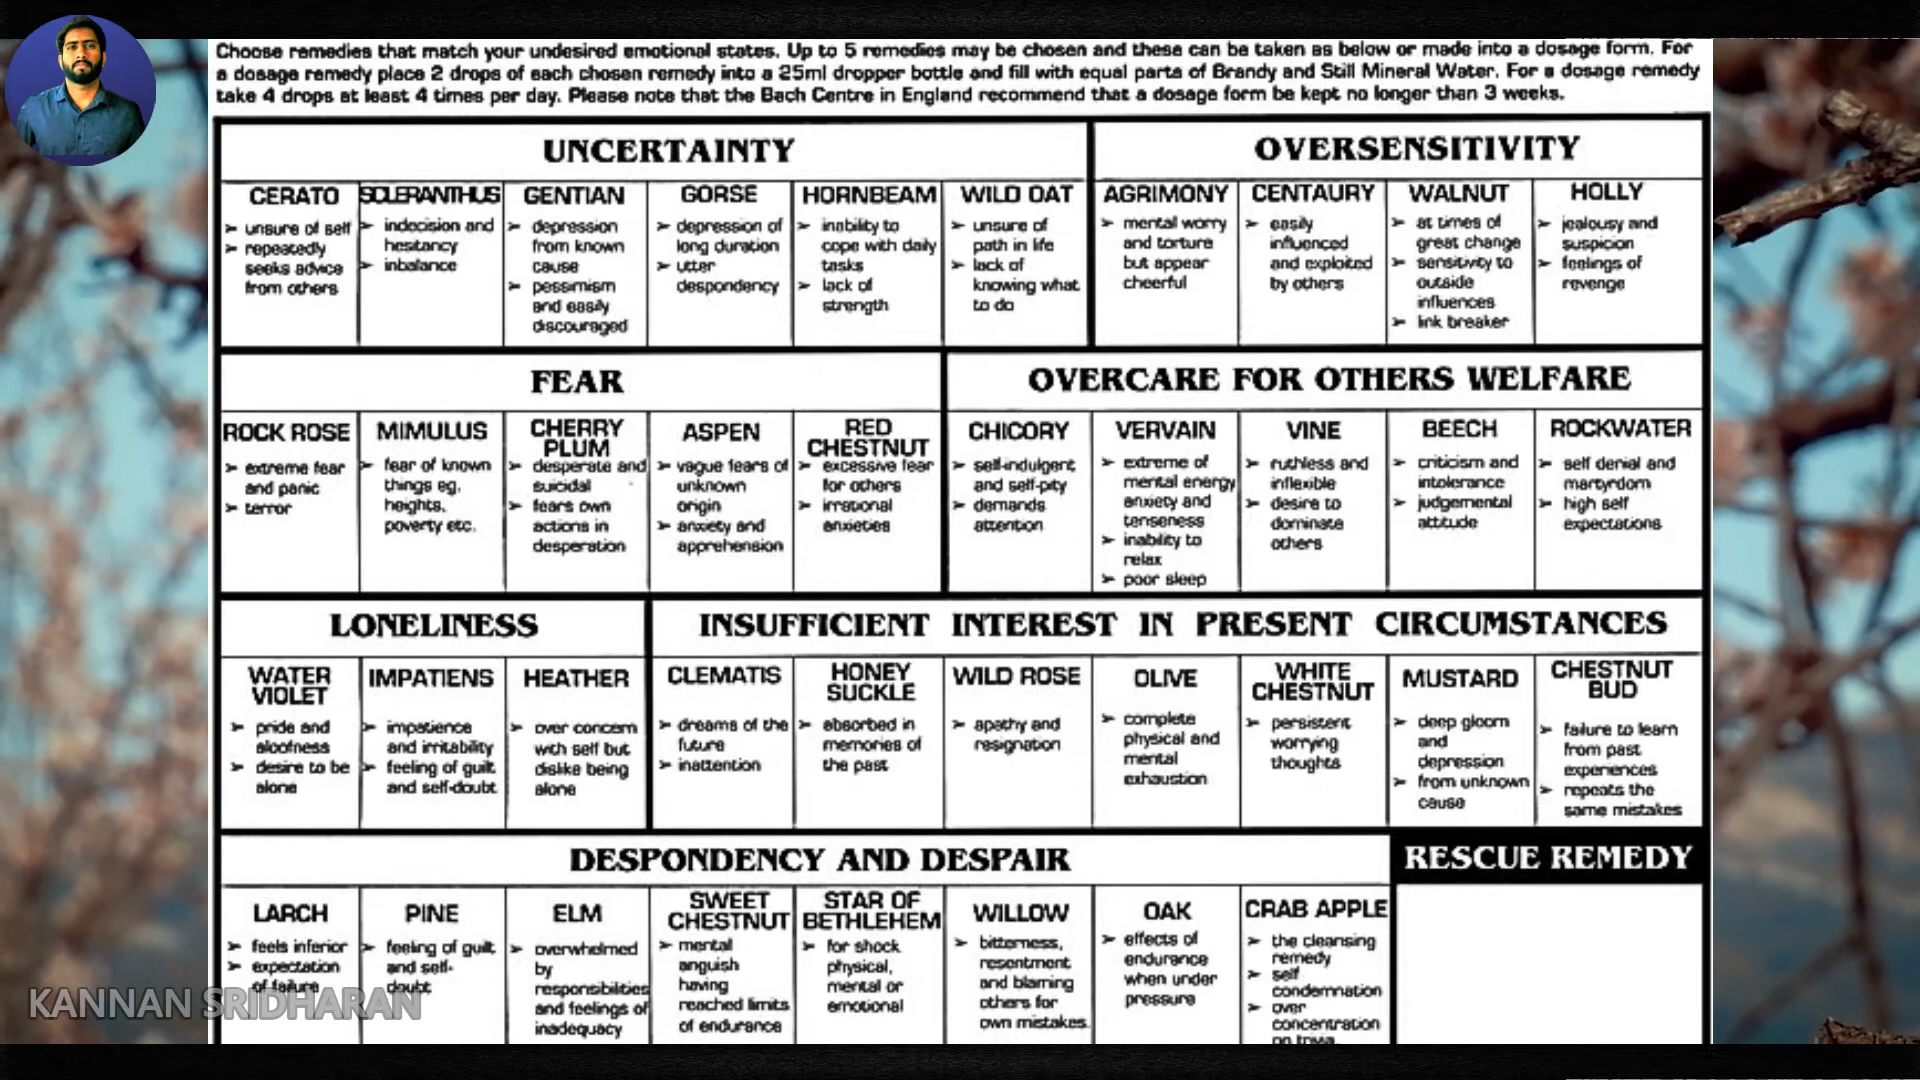 Choose remedies that match your undesired emotional states. Up to 5 remedies may be chosen and these can be taken as below or made into a dosage form. For
a dosage remedy place 2 drops of each chosen remedy into a 25ml dropper bottle and fill with equal parts of Brandy and Still Mineral Water. For a dosage remedy
take 4 drops at least 4 times per day. Please note that the Bach Centre in England recommend that a dosage form be kept no longer than 3 weeks.
UNCERTAINTY
CERATO
➢ unsure of self
➢ repeatedly
seeks advice
from others
SCLERANTHUS
➢ indecision and
hesitancy
➢ inbalance
GENTIAN
➢ depression
from known
cause
➢ pessimism
and easily
discouraged
GORSE
➢ depression of
long duration
➢ utter
despondency
HORNBEAM
➢ inability to
cope with daily
tasks
➢ lack of
strength
WILD OAT
➢ unsure of
path in life
➢ lack of
knowing what
to do
OVERSENSITIVITY
AGRIMONY
➢ mental worry
and torture
but appear
cheerful
CENTAURY
➢ easily
influenced
and exploited
by others
WALNUT
➢ at times of
great change
➢ sensitivity to
outside
influences
➢ link breaker
HOLLY
➢ jealousy and
suspicion
➢ feelings of
revenge
FEAR
ROCK ROSE
➢ extreme fear
and panic
➢ terror
MIMULUS
➢ fear of known
things eg.
heights,
poverty etc.
CHERRY
PLUM
➢ desperate and
suicidal
➢ fears own
actions in
desperation
ASPEN
➢ vague fears of
unknown
origin
➢ anxiety and
apprehension
RED
CHESTNUT
➢ excessive fear
for others
➢ irrational
anxieties
OVERCARE FOR OTHERS WELFARE
CHICORY
➢ self-indulgent
and self-pity
➢ demands
attention
VERVAIN
➢ extreme of
mental energy
anxiety and
tenseness
➢ inability to
relax
➢ poor sleep
VINE
➢ ruthless and
inflexible
➢ desire to
dominate
others
BEECH
➢ criticism and
intolerance
➢ judgemental
attitude
ROCKWATER
➢ self denial and
martyrdom
➢ high self
expectations
LONELINESS
WATER
VIOLET
➢ pride and
aloofness
➢ desire to be
alone
IMPATIENS
➢ impatience
and irritability
➢ feeling of guilt
and self-doubt
HEATHER
➢ over concern
with self but
dislike being
alone
INSUFFICIENT INTEREST IN PRESENT CIRCUMSTANCES
CLEMATIS
➢ dreams of the
future
➢ inattention
HONEY
SUCKLE
➢ absorbed in
memories of
the past
WILD ROSE
➢ apathy and
resignation
OLIVE
➢ complete
physical and
mental
exhaustion
WHITE
CHESTNUT
➢ persistent
worrying
thoughts
MUSTARD
➢ deep gloom
and
depression
➢ from unknown
cause
CHESTNUT
BUD
➢ failure to learn
from past
experiences
➢ repeats the
same mistakes
DESPONDENCY AND DESPAIR
LARCH
➢ feels inferior
➢ expectation
of failure
PINE
➢ feeling of guilt
and self-
doubt
ELM
➢ overwhelmed
by
responsibilities
and feelings of
inadequacy
SWEET
CHESTNUT
➢ mental
anguish
having
reached limits
of endurance
STAR OF
BETHLEHEM
➢ for shock
physical,
mental or
emotional
WILLOW
➢ bitterness,
resentment
and blaming
others for
own mistakes
OAK
➢ effects of
endurance
when under
pressure
CRAB APPLE
➢ the cleansing
remedy
➢ self
condemnation
➢ over
concentration
on trivia
RESCUE REMEDY
KANNAN SRIDHARAN